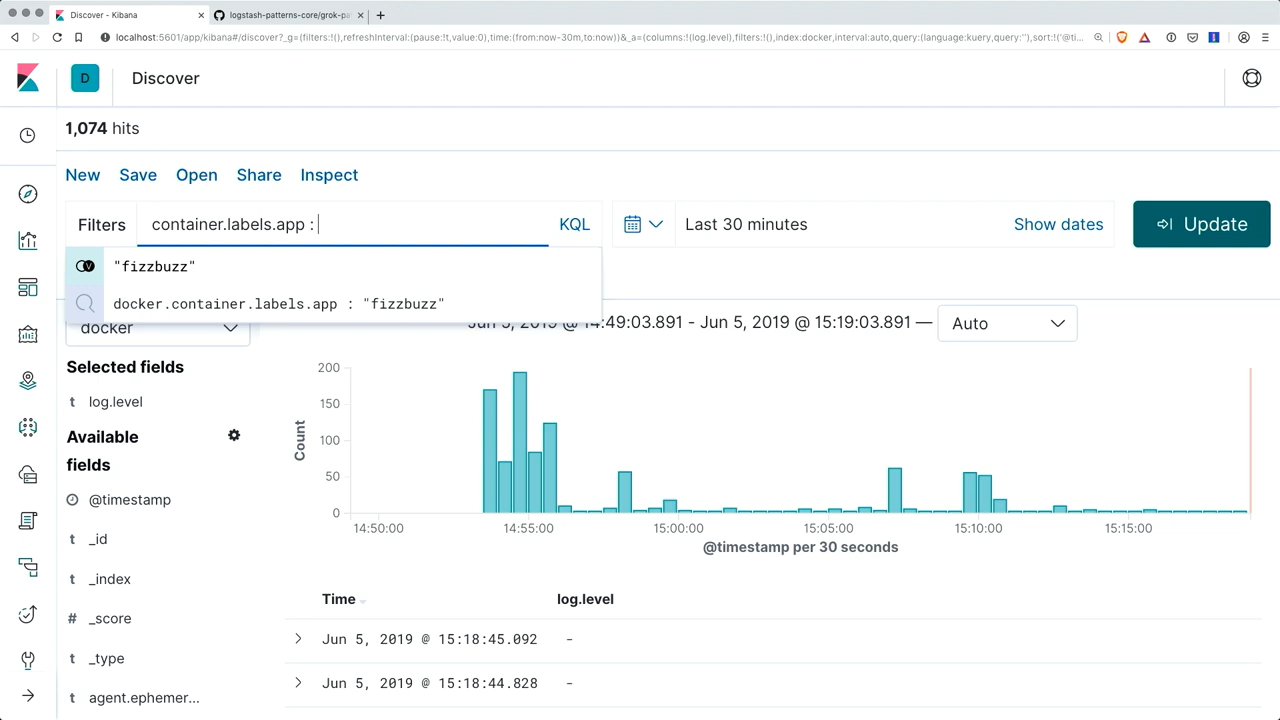 Discover - Kibana
logstash-patterns-core/grok-pa
localhost:5601/app/kibana#/discover?_g=(filters:!(),refreshInterval:(pause:!t,value:0),time:(from:now-30m,to:now))&_a=(columns:!(log.level),filters:!(),index:docker,interval:auto,query:(language:kuery,query:''),sort:!('@ti...
D
Discover
1,074 hits
New Save Open Share Inspect
Filters container.labels.app : KQL Last 30 minutes Show dates Update
"fizzbuzz"
docker.container.labels.app : "fizzbuzz"
docker Jun 5, 2019 @ 14:49:03.891 - Jun 5, 2019 @ 15:19:03.891 — Auto
Selected fields
t log.level
Available
fields
@timestamp
t _id
t _index
# _score
t _type
t agent.ephemer...
Count
200
150
100
50
0
14:50:00 14:55:00 15:00:00 15:05:00 15:10:00 15:15:00
@timestamp per 30 seconds
Time log.level
Jun 5, 2019 @ 15:18:45.092 -
Jun 5, 2019 @ 15:18:44.828 -